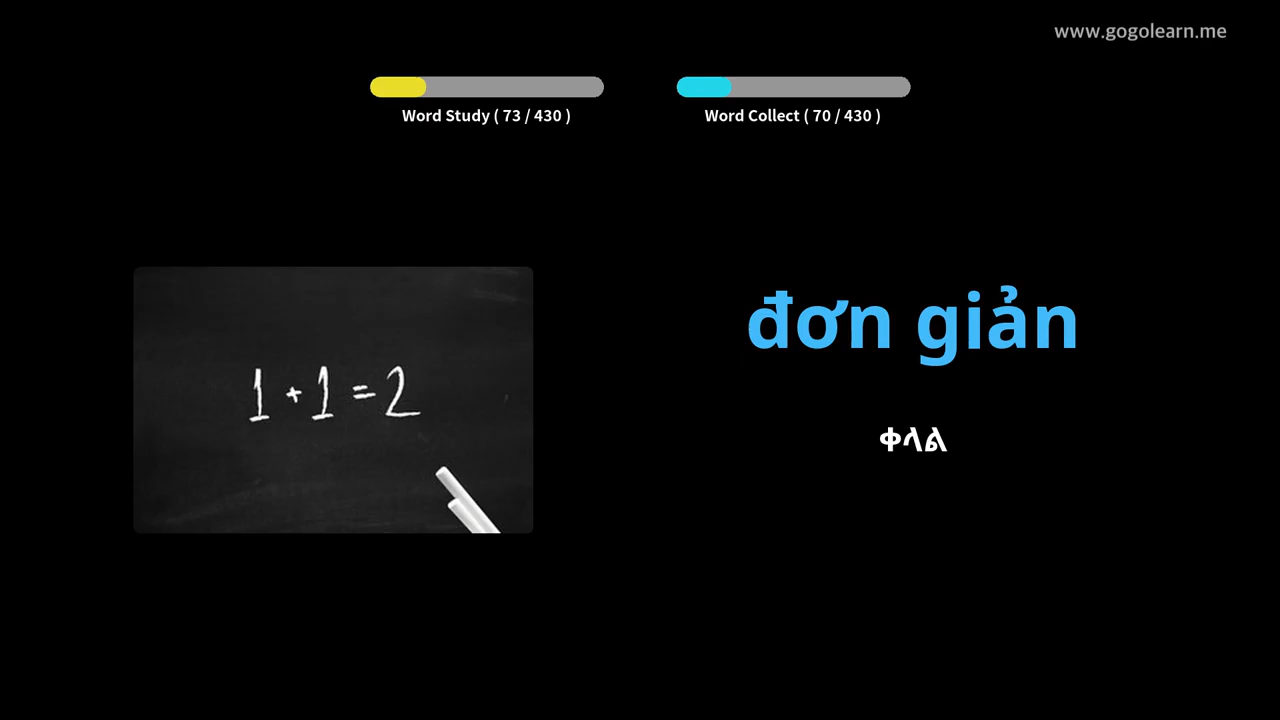 www.gogolearn.me
Word Study ( 73 / 430 )
Word Collect ( 70 / 430 )
1 + 1 = 2
đơn giản
ቀላል